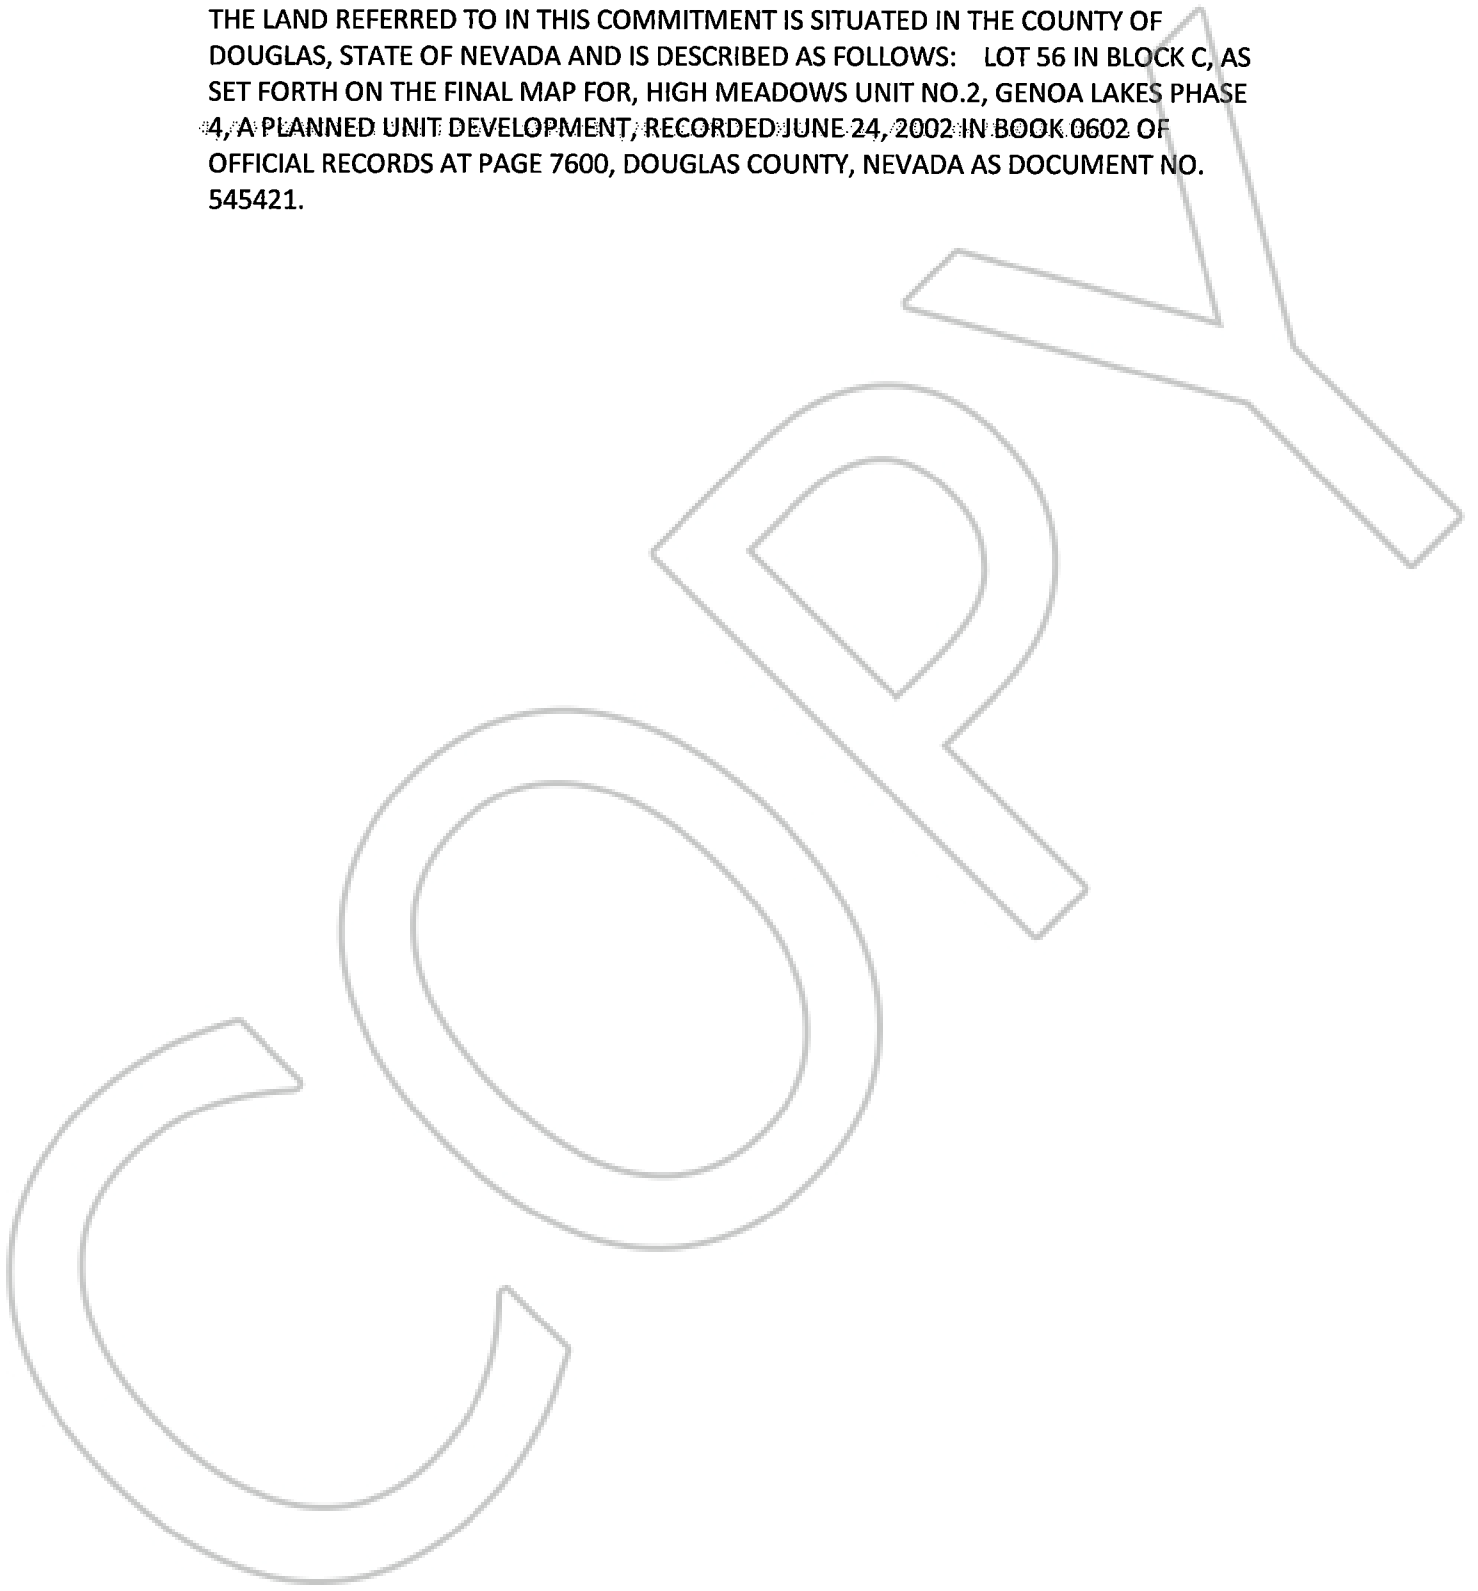 THE LAND REFERRED TO IN THIS COMMITMENT IS SITUATED IN THE COUNTY OF
DOUGLAS, STATE OF NEVADA AND IS DESCRIBED AS FOLLOWS: LOT 56 IN BLOCK C, AS
SET FORTH ON THE FINAL MAP FOR, HIGH MEADOWS UNIT NO.2, GENOA LAKES PHASE
4, A PLANNED UNIT DEVELOPMENT, RECORDED JUNE 24, 2002 IN BOOK 0602 OF
OFFICIAL RECORDS AT PAGE 7600, DOUGLAS COUNTY, NEVADA AS DOCUMENT NO.
545421.
COPY